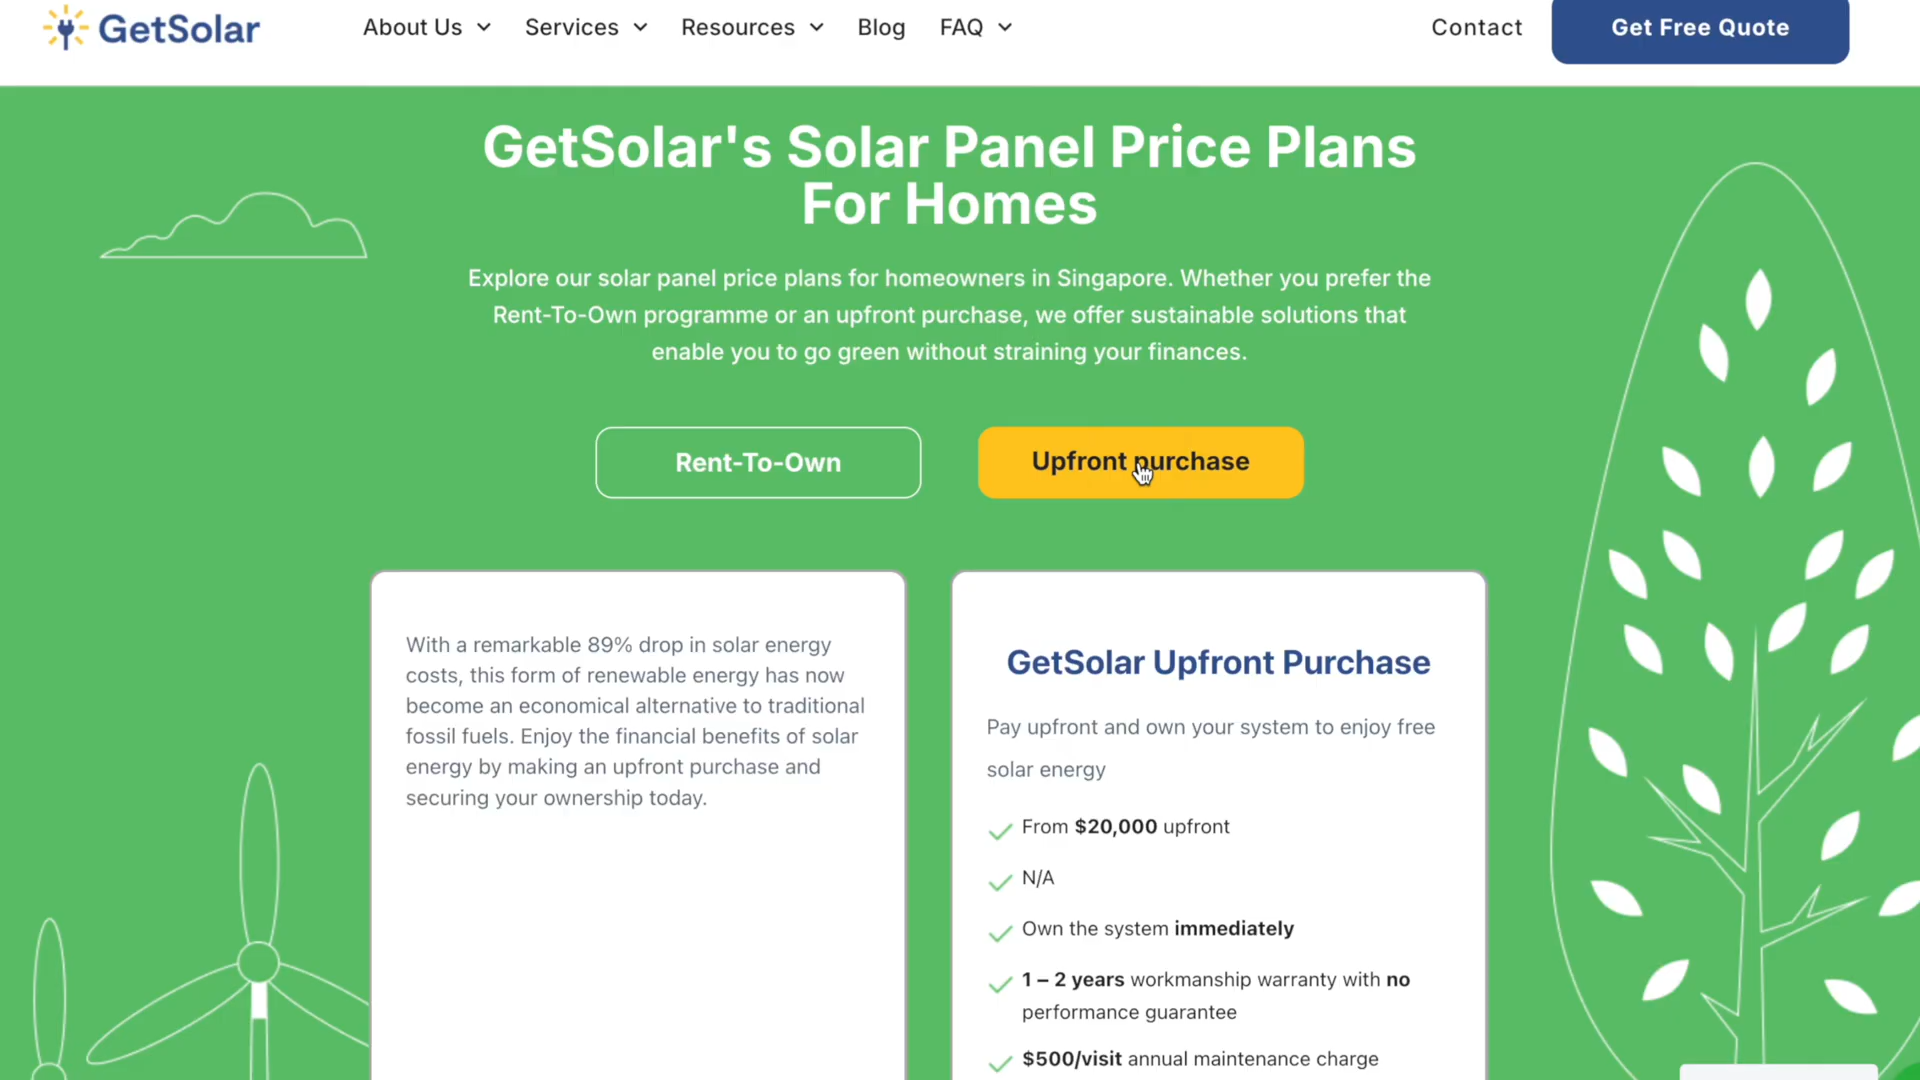 GetSolar
About Us
Services
Resources
Blog
FAQ
Contact
Get Free Quote
GetSolar's Solar Panel Price Plans
For Homes
Explore our solar panel price plans for homeowners in Singapore. Whether you prefer the
Rent-To-Own programme or an upfront purchase, we offer sustainable solutions that
enable you to go green without straining your finances.
Rent-To-Own
Upfront purchase
With a remarkable 89% drop in solar energy
costs, this form of renewable energy has now
become an economical alternative to traditional
fossil fuels. Enjoy the financial benefits of solar
energy by making an upfront purchase and
securing your ownership today.
GetSolar Upfront Purchase
Pay upfront and own your system to enjoy free
solar energy
From $20,000 upfront
N/A
Own the system immediately
1 – 2 years workmanship warranty with no
performance guarantee
$500/visit annual maintenance charge